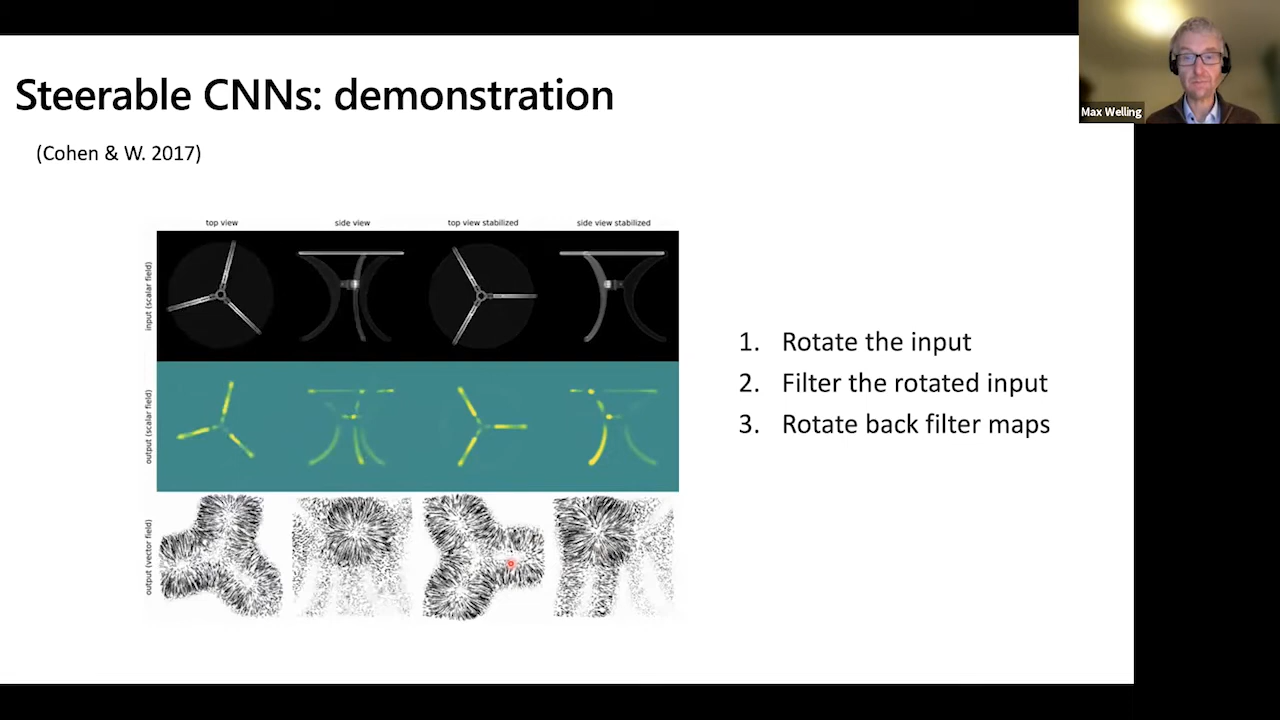 Steerable CNNs: demonstration
Max Welling
(Cohen & W. 2017)
top view
side view
top view stabilized
side view stabilized
input (scalar field)
output (scalar field)
output (vector field)
1. Rotate the input
2. Filter the rotated input
3. Rotate back filter maps